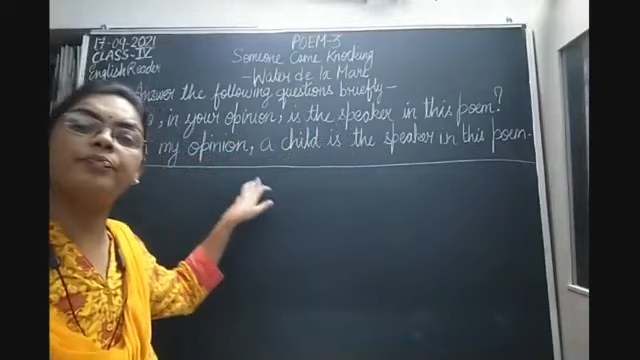 17-09-2021
CLASS-IV
English Reader
POEM-3
Someone Came Knocking
-Water de la Mare
Answer the following questions briefly-
, in your opinion, is the speaker in this poem?
my opinion, a child is the speaker in this poem.